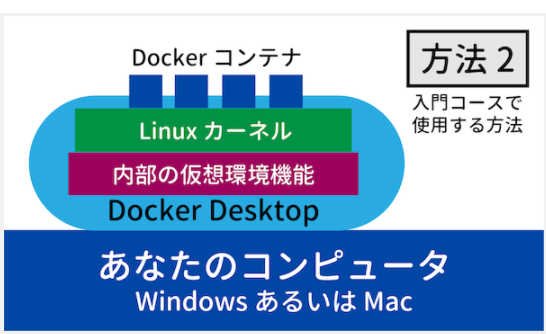 Docker コンテナ
方法 2
入門コースで
使用する方法
Linux カーネル
内部の仮想環境機能
Docker Desktop
あなたのコンピュータ
Windows あるいは Mac